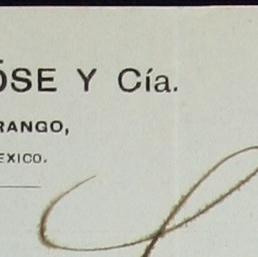 ÓSE Y Cía.
RANGO,
EXICO.